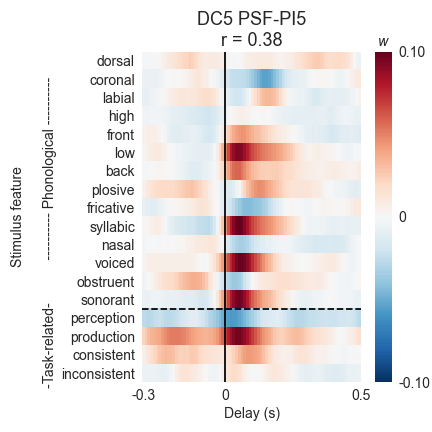 DC5 PSF-PI5
r = 0.38
w
dorsal
coronal
labial
high
front
low
back
plosive
fricative
syllabic
nasal
voiced
obstruent
sonorant
perception
production
consistent
inconsistent
Stimulus feature
---------- Phonological ----------
-Task-related-
0.10
0
-0.10
-0.3
0
0.5
Delay (s)